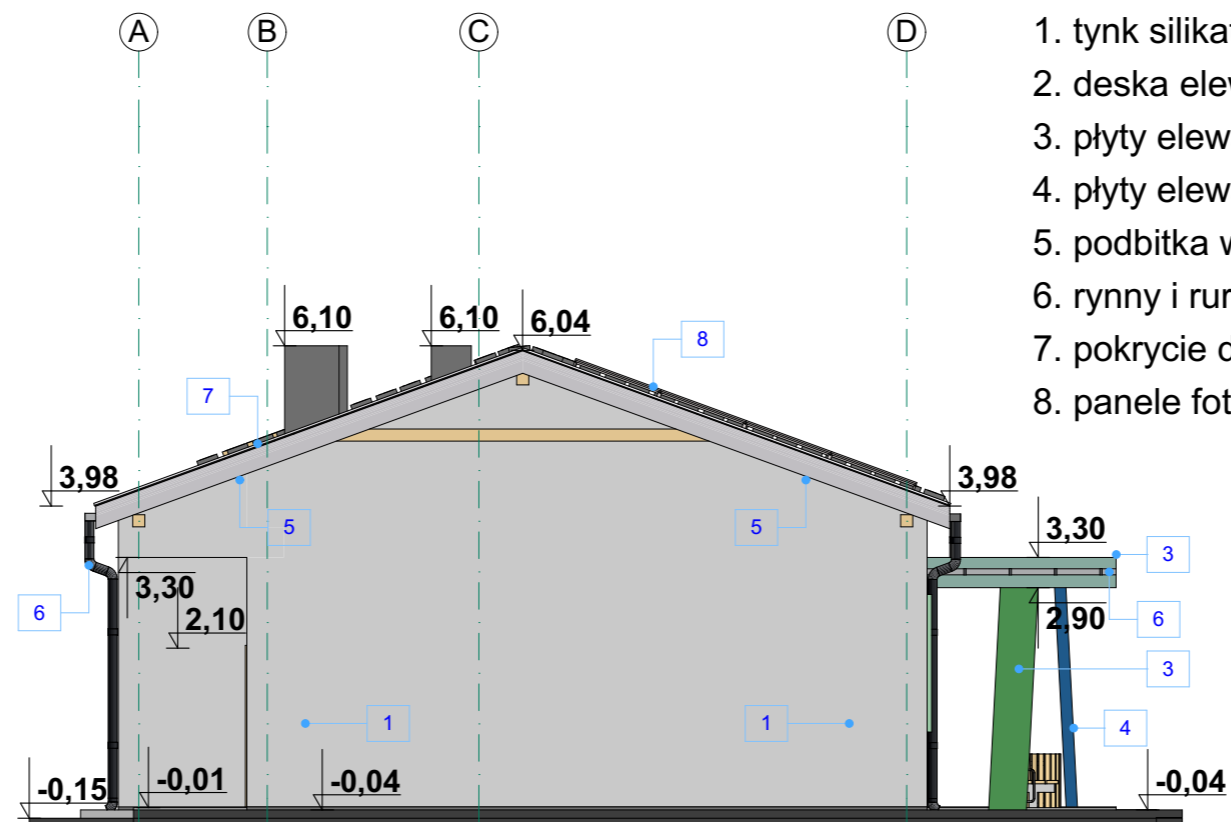 A B C D
1. tynk silika
2. deska elew
3. płyty elew
4. płyty elew
5. podbitka w
6. rynny i rur
7. pokrycie d
8. panele fot
6,10 6,10 6,04
8
7
3,98 3,98
5 5
3,30
3
3,30
6
2,10
2,90
6
3
1 1
4
-0,15
-0,01
-0,04
-0,04